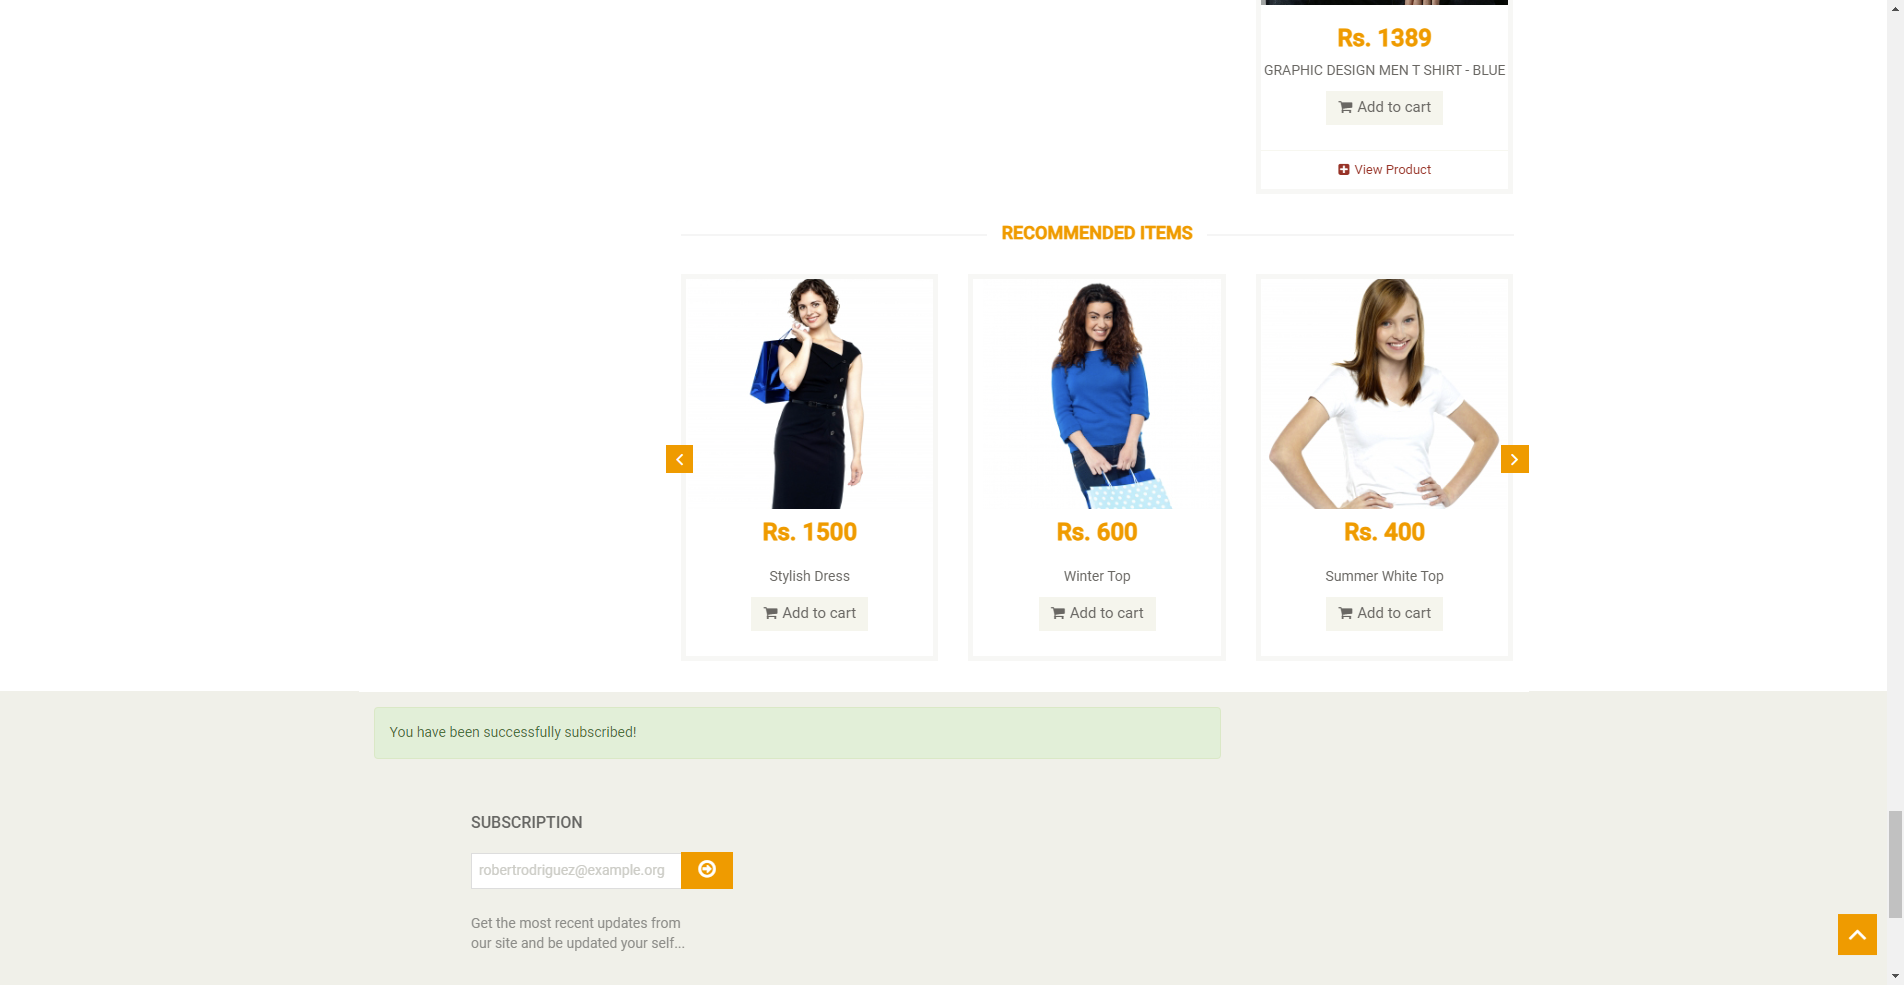 Rs. 1389
GRAPHIC DESIGN MEN T SHIRT - BLUE
Add to cart
View Product
RECOMMENDED ITEMS
Rs. 1500
Stylish Dress
Add to cart
Rs. 600
Winter Top
Add to cart
Rs. 400
Summer White Top
Add to cart
You have been successfully subscribed!
SUBSCRIPTION
robertrodriguez@example.org
Get the most recent updates from
our site and be updated your self...